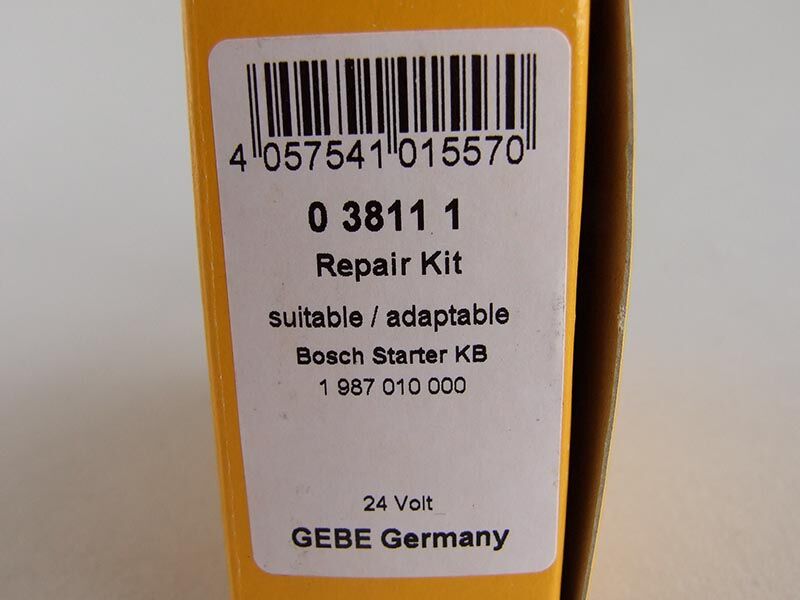 4 057541 015570
0 3811 1
Repair Kit
suitable / adaptable
Bosch Starter KB
1 987 010 000
24 Volt
GEBE Germany